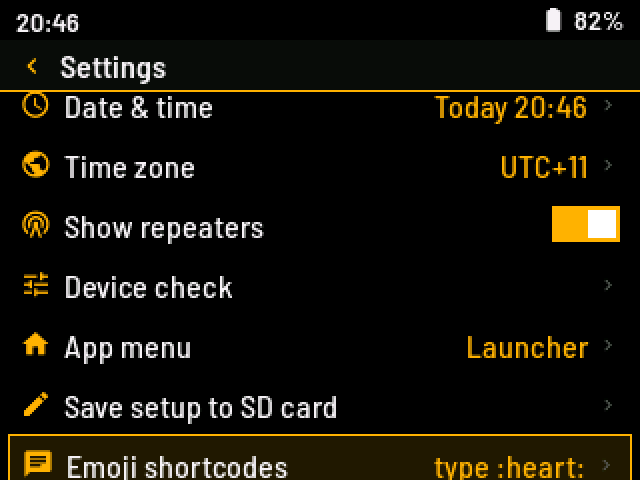 20:46 82%
Settings
Date & time Today 20:46
Time zone UTC+11
Show repeaters
Device check
App menu Launcher
Save setup to SD card
Emoji shortcodes type :heart: